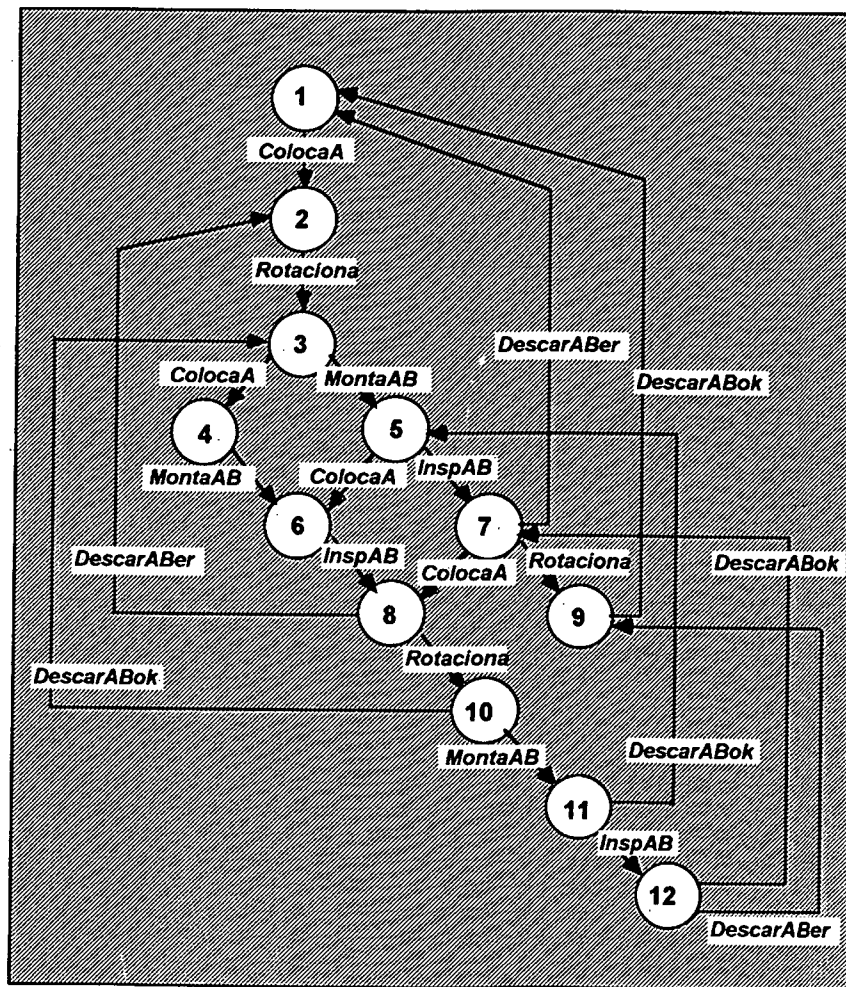 1
ColocaA
2
Rotaciona
3
DescarABer
ColocaA
MontaAB
DescarABok
4
5
MontaAB
ColocaA
InspAB
6
7
DescarABer
InspAB
ColocaA
Rotaciona
DescarABok
8
9
Rotaciona
DescarABok
10
MontaAB
DescarABok
11
InspAB
12
DescarABer